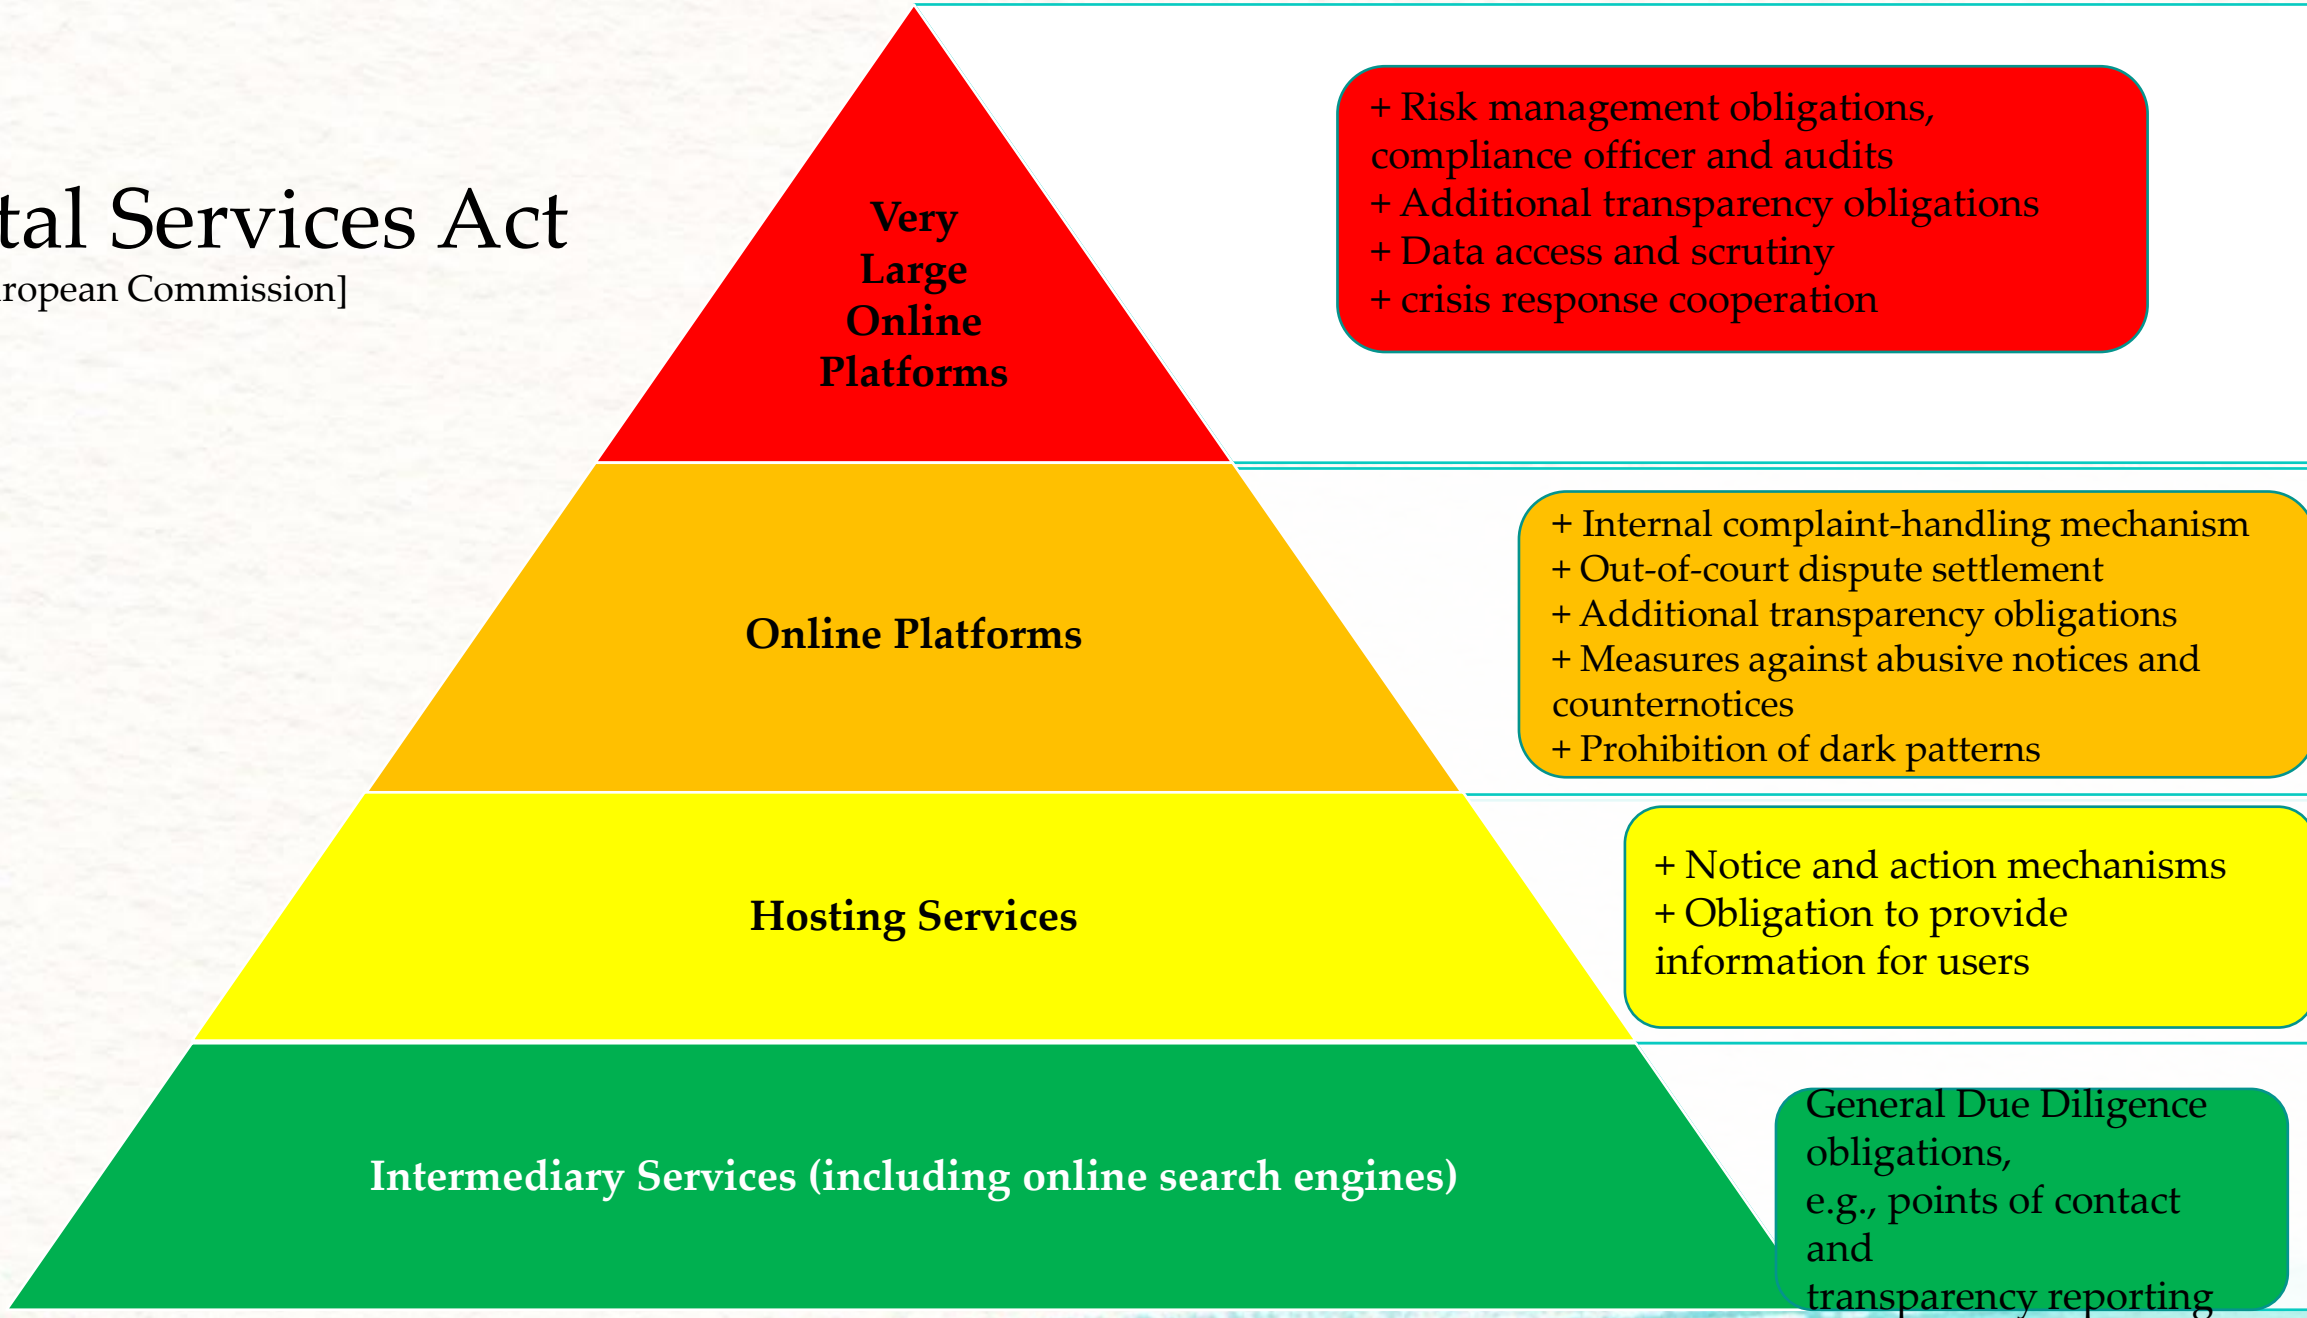 tal Services Act
ropean Commission]
Very
Large
Online
Platforms
+ Risk management obligations,
compliance officer and audits
+ Additional transparency obligations
+ Data access and scrutiny
+ crisis response cooperation
Online Platforms
+ Internal complaint-handling mechanism
+ Out-of-court dispute settlement
+ Additional transparency obligations
+ Measures against abusive notices and
counternotices
+ Prohibition of dark patterns
Hosting Services
+ Notice and action mechanisms
+ Obligation to provide
information for users
Intermediary Services (including online search engines)
General Due Diligence
obligations,
e.g., points of contact
and
transparency reporting